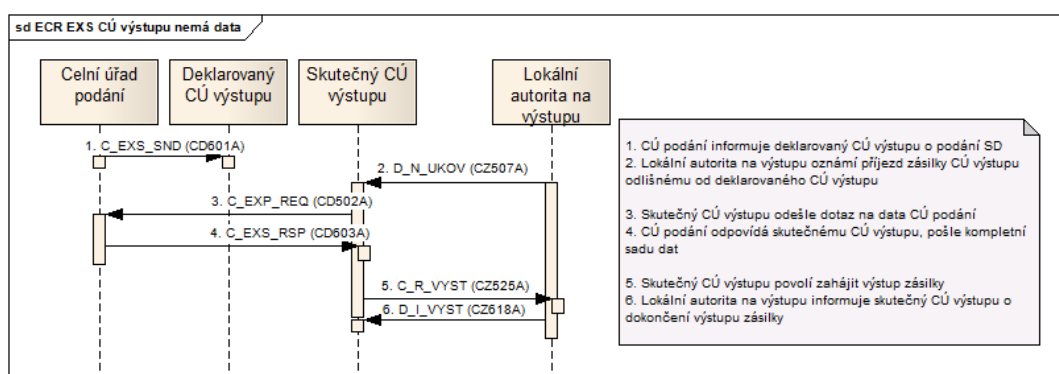 sd ECR EXS CÚ výstupu nemá data
Celní úřad
podání
Deklarovaný
CÚ výstupu
Skutečný CÚ
výstupu
Lokální
autorita na
výstupu
1. C_EXS_SND (CD601A)
2. D_N_UKOV (CZ507A)
3. C_EXP_REQ (CD502A)
4. C_EXS_RSP (CD603A)
5. C_R_VYST (CZ525A)
6. D_I_VYST (CZ618A)
1. CÚ podání informuje deklarovaný CÚ výstupu o podání SD
2. Lokální autorita na výstupu oznámí příjezd zásilky CÚ výstupu
odlišnému od deklarovaného CÚ výstupu
3. Skutečný CÚ výstupu odešle dotaz na data CÚ podání
4. CÚ podání odpovídá skutečnému CÚ výstupu, pošle kompletní
sadu dat
5. Skutečný CÚ výstupu povolí zahájit výstup zásilky
6. Lokální autorita na výstupu informuje skutečný CÚ výstupu o
dokončení výstupu zásilky